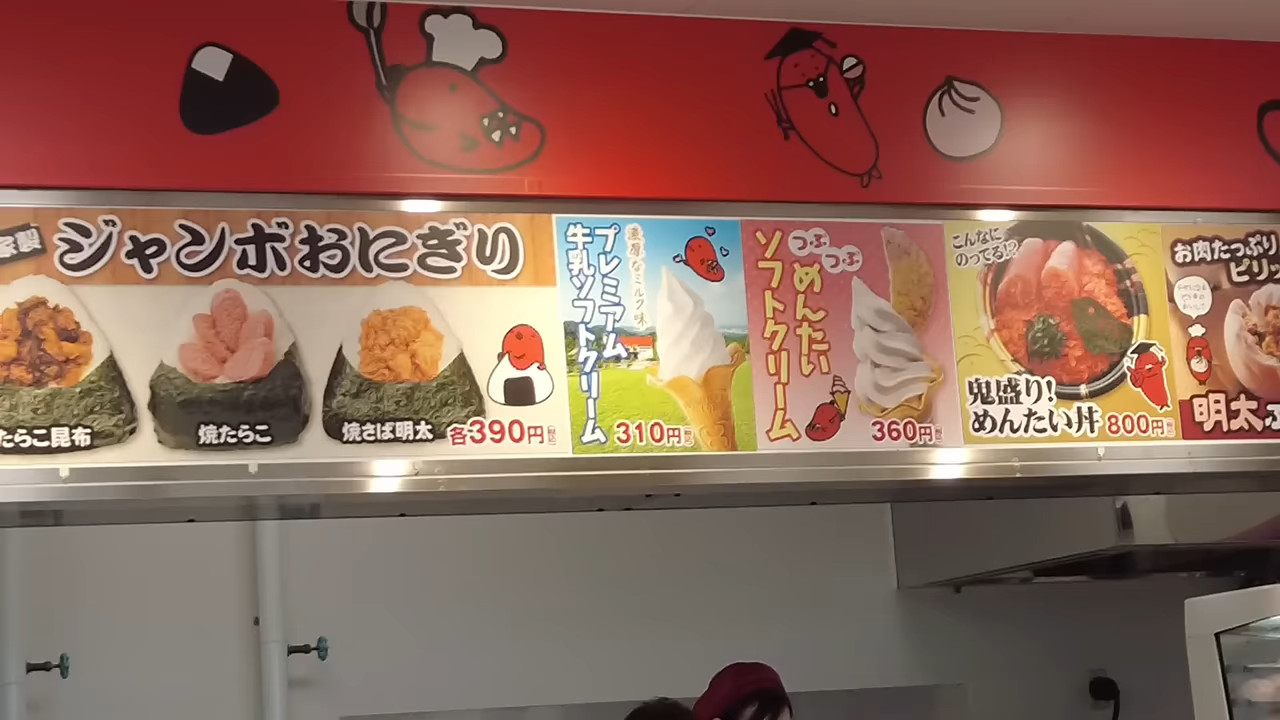 ジャンボおにぎり
たらこ昆布
焼たらこ
焼さば明太
各390円
濃厚なミルク味
プレミアム
牛乳ソフトクリーム
310円
つぶつぶ
めんたい
ソフトクリーム
360円
こんなに
のってる!?
鬼盛り!
めんたい丼
800円
お肉たっぷり
ピリッ
明太